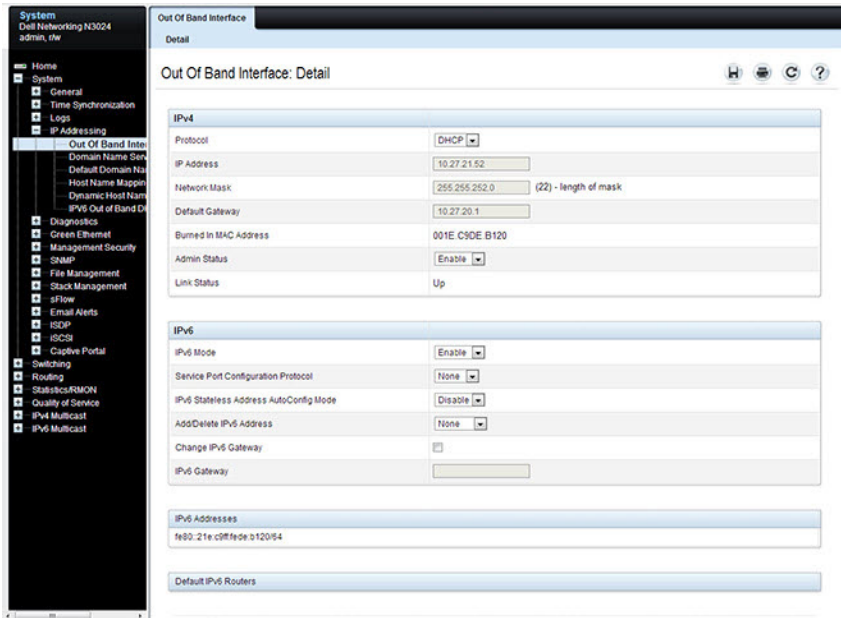 System
Dell Networking N3024
admin, r/w
Out Of Band Interface
Detail
Home
System
General
Time Synchronization
Logs
IP Addressing
Out Of Band Inte
Domain Name Serv
Default Domain Na
Host Name Mappin
Dynamic Host Nam
IPV6 Out of Band D
Diagnostics
Green Ethernet
Management Security
SNMP
File Management
Stack Management
sFlow
Email Alerts
ISDP
iSCSI
Captive Portal
Switching
Routing
Statistics/RMON
Quality of Service
IPv4 Multicast
IPv6 Multicast
Out Of Band Interface: Detail
IPv4
Protocol DHCP
IP Address 10.27.21.52
Network Mask 255.255.252.0 (22) - length of mask
Default Gateway 10.27.20.1
Burned In MAC Address 001E.C9DE.B120
Admin Status Enable
Link Status Up
IPv6
IPv6 Mode Enable
Service Port Configuration Protocol None
IPv6 Stateless Address AutoConfig Mode Disable
Add/Delete IPv6 Address None
Change IPv6 Gateway
IPv6 Gateway
IPv6 Addresses
fe80::21e:c9ff:fede:b120/64
Default IPv6 Routers